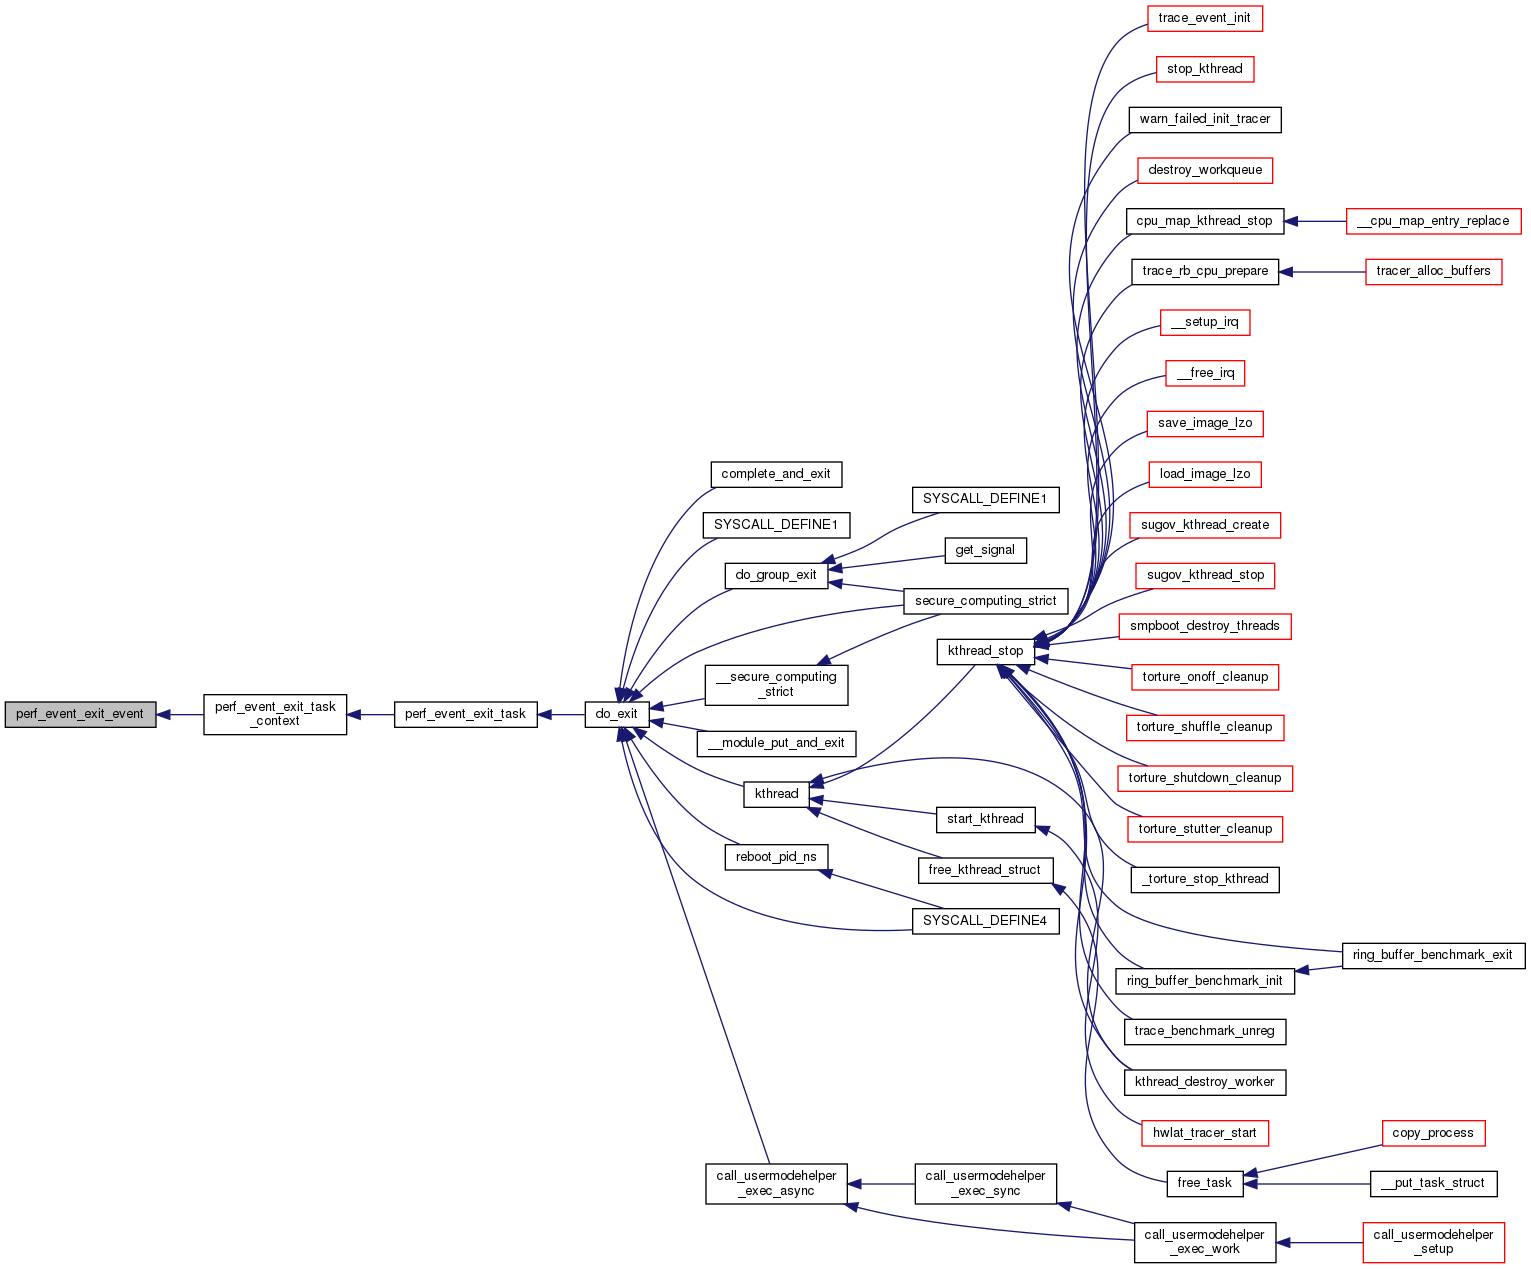 perf_event_exit_event
perf_event_exit_task
_context
perf_event_exit_task
do_exit
complete_and_exit
SYSCALL_DEFINE1
do_group_exit
SYSCALL_DEFINE1
get_signal
secure_computing_strict
__secure_computing
_strict
__module_put_and_exit
kthread
kthread_stop
start_kthread
free_kthread_struct
reboot_pid_ns
SYSCALL_DEFINE4
call_usermodehelper
_exec_async
call_usermodehelper
_exec_sync
trace_event_init
stop_kthread
warn_failed_init_tracer
destroy_workqueue
cpu_map_kthread_stop
__cpu_map_entry_replace
trace_rb_cpu_prepare
tracer_alloc_buffers
__setup_irq
__free_irq
save_image_lzo
load_image_lzo
sugov_kthread_create
sugov_kthread_stop
smpboot_destroy_threads
torture_onoff_cleanup
torture_shuffle_cleanup
torture_shutdown_cleanup
torture_stutter_cleanup
_torture_stop_kthread
ring_buffer_benchmark_exit
ring_buffer_benchmark_init
trace_benchmark_unreg
kthread_destroy_worker
hwlat_tracer_start
copy_process
free_task
__put_task_struct
call_usermodehelper
_exec_work
call_usermodehelper
_setup